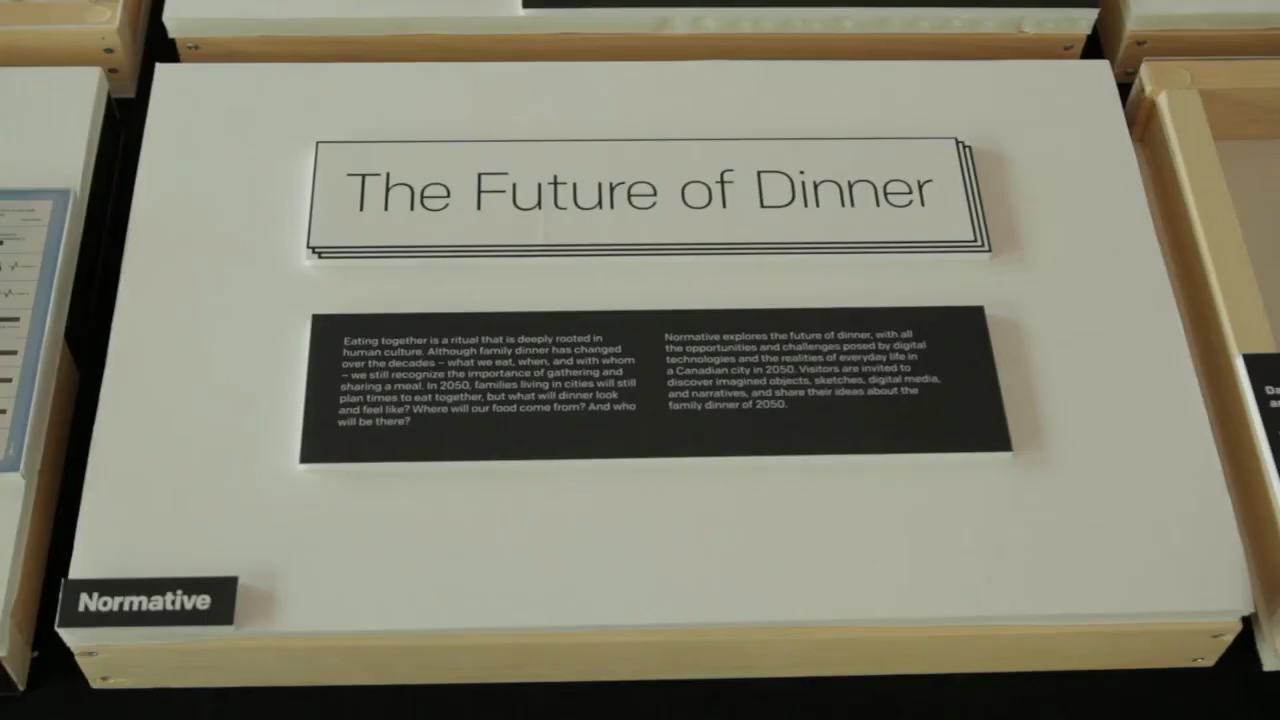 The Future of Dinner
Eating together is a ritual that is deeply rooted in
human culture. Although family dinner has changed
over the decades – what we eat, when, and with whom
– we still recognize the importance of gathering and
sharing a meal. In 2050, families living in cities will still
plan times to eat together, but what will dinner look
and feel like? Where will our food come from? And who
will be there?
Normative explores the future of dinner, with all
the opportunities and challenges posed by digital
technologies and the realities of everyday life in
a Canadian city in 2050. Visitors are invited to
discover imagined objects, sketches, digital media,
and narratives, and share their ideas about the
family dinner of 2050.
Normative